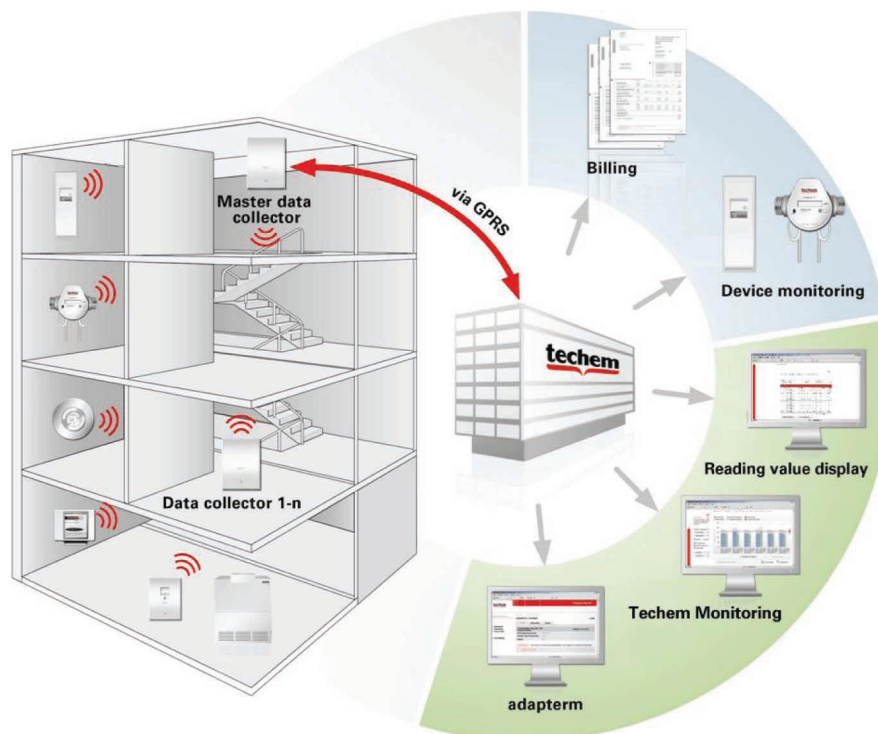 Billing
Master data
collector
via GPRS
Device monitoring
techem
Reading value display
Data collector 1-n
Techem Monitoring
adapterm